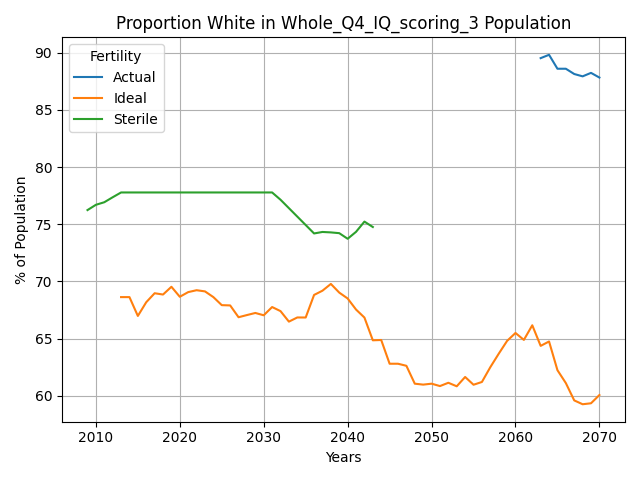 Proportion White in Whole_Q4_IQ_scoring_3 Population
Fertility
Actual
Ideal
Sterile
% of Population
90
85
80
75
70
65
60
2010 2020 2030 2040 2050 2060 2070
Years